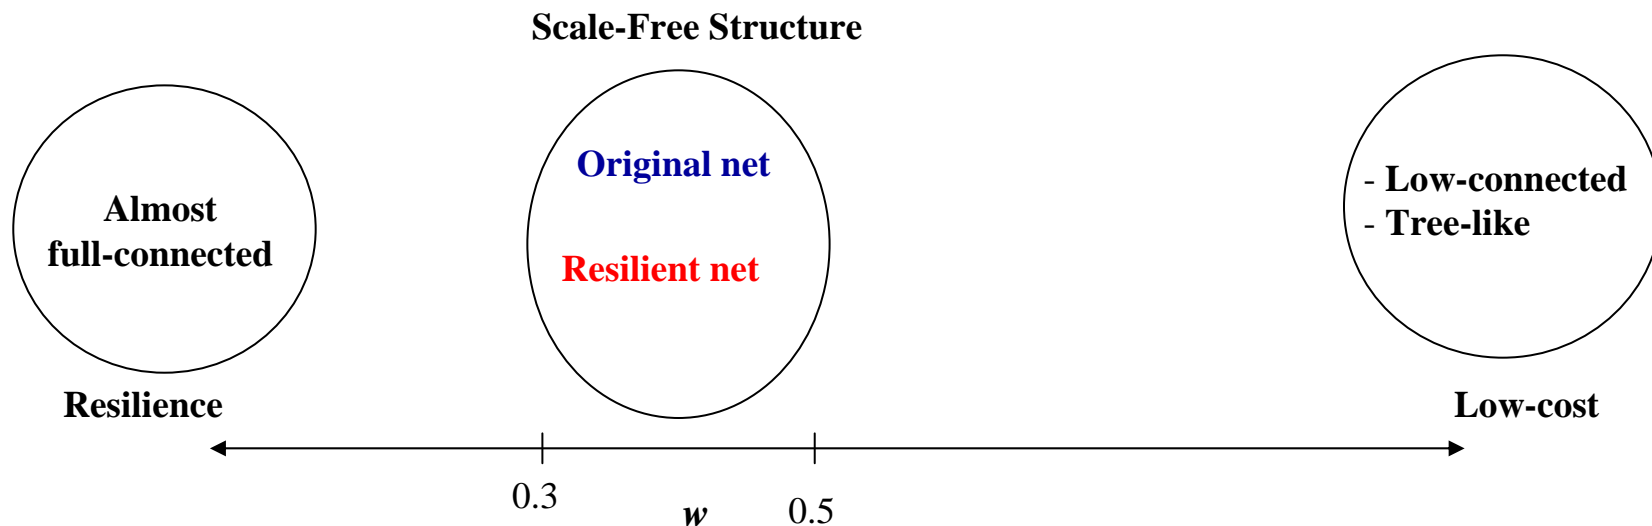 Scale-Free Structure
Almost
full-connected
Original net
Resilient net
- Low-connected
- Tree-like
Resilience
Low-cost
0.3
w
0.5